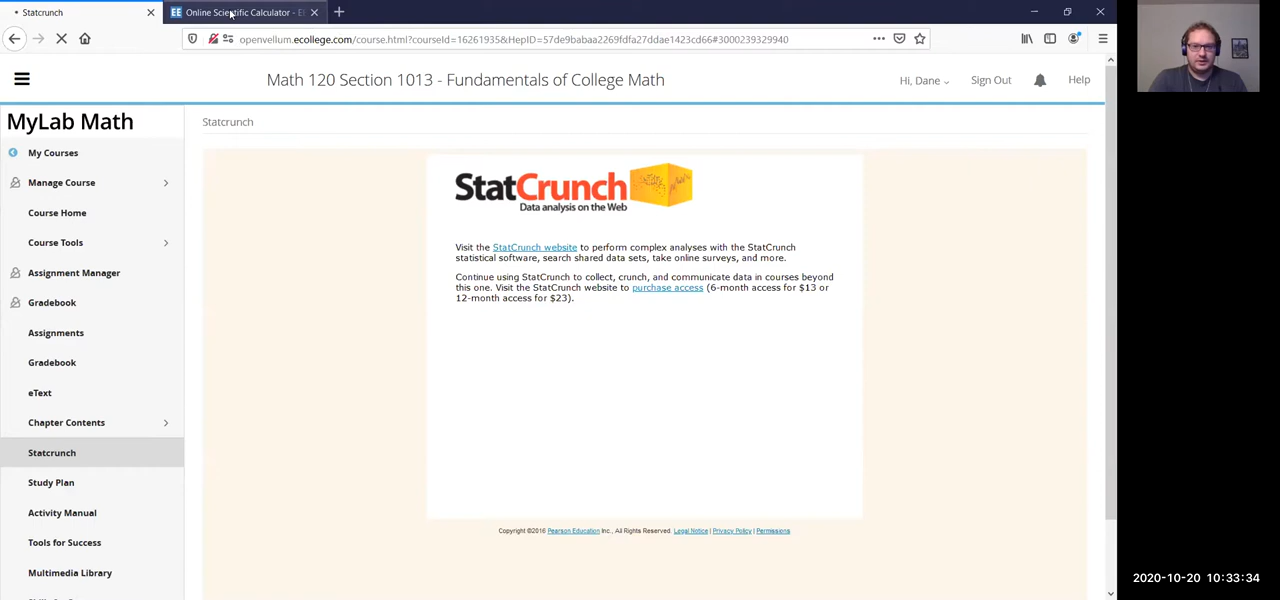 Statcrunch
EE Online Scientific Calculator - El
openvellum.ecollege.com/course.html?courseId=16261935&HepID=57de9babaa2269fdfa27ddae1423cd66#3000239329940
Math 120 Section 1013 - Fundamentals of College Math
Hi, Dane
Sign Out
Help
MyLab Math
Statcrunch
My Courses
Manage Course
Course Home
Course Tools
Assignment Manager
Gradebook
Assignments
Gradebook
eText
Chapter Contents
Statcrunch
Study Plan
Activity Manual
Tools for Success
Multimedia Library
StatCrunch
Data analysis on the Web
Visit the StatCrunch website to perform complex analyses with the StatCrunch
statistical software, search shared data sets, take online surveys, and more.
Continue using StatCrunch to collect, crunch, and communicate data in courses beyond
this one. Visit the StatCrunch website to purchase access (6-month access for $13 or
12-month access for $23).
Copyright ©2016 Pearson Education Inc., All Rights Reserved. Legal Notice | Privacy Policy | Permissions
2020-10-20 10:33:34